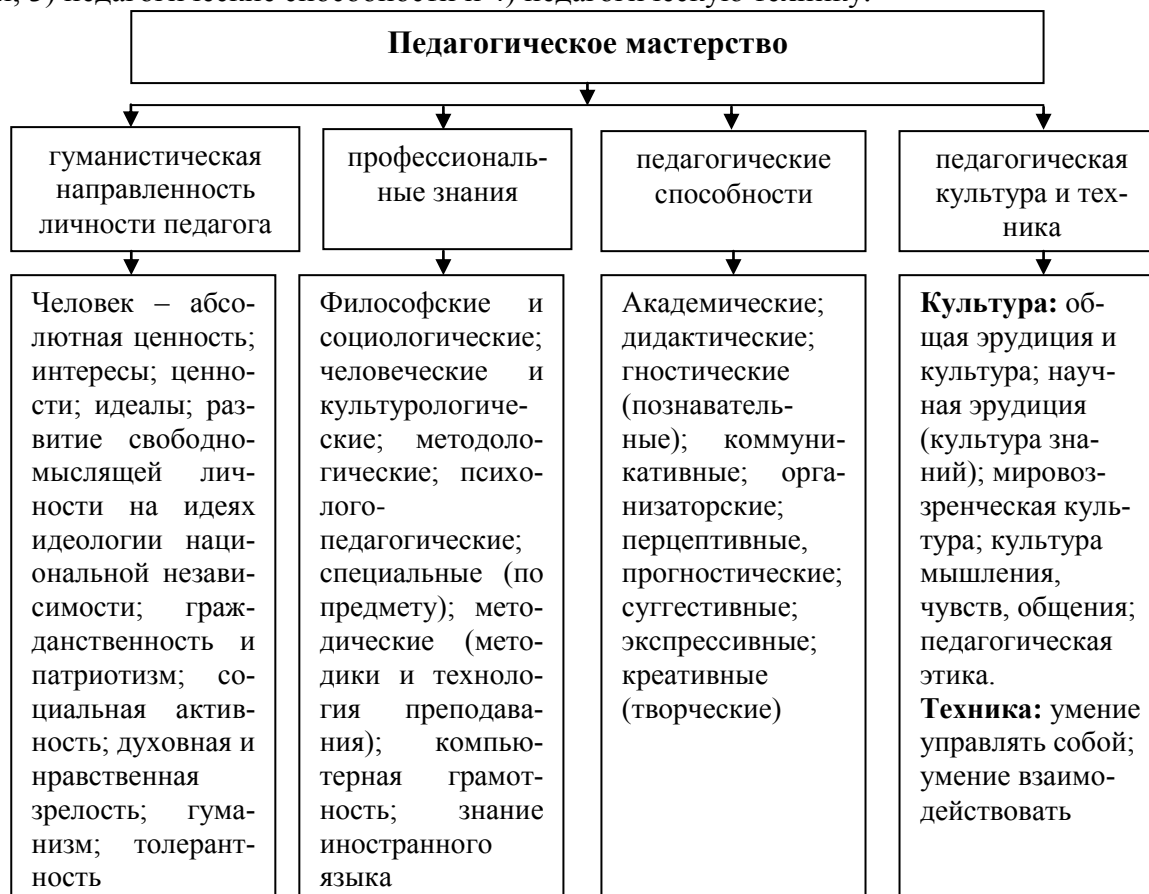 и, 3) педагогические способности и 4) педагогическую технику.
Педагогическое мастерство
гуманистическая
направленность
личности педагога
профессиональ-
ные знания
педагогические
способности
педагогическая
культура и тех-
ника
Человек – абсо-
лютная ценность;
интересы; ценно-
сти; идеалы; раз-
витие свободно-
мыслящей лич-
ности на идеях
идеологии наци-
ональной незави-
симости; граж-
данственность и
патриотизм; со-
циальная актив-
ность; духовная и
нравственная
зрелость; гума-
низм; толерант-
ность
Философские и
социологические;
человеческие и
культурологиче-
ские; методоло-
гические; психо-
лого-
педагогические;
специальные (по
предмету); мето-
дические (мето-
дики и техноло-
гия преподава-
ния); компью-
терная грамот-
ность; знание
иностранного
языка
Академические;
дидактические;
гностические
(познаватель-
ные); коммуни-
кативные; орга-
низаторские;
перцептивные,
прогностические;
суггестивные;
экспрессивные;
креативные
(творческие)
Культура: об-
щая эрудиция и
культура; науч-
ная эрудиция
(культура зна-
ний); мировоз-
зренческая куль-
тура; культура
мышления,
чувств, общения;
педагогическая
этика.
Техника: умение
управлять собой;
умение взаимо-
действовать